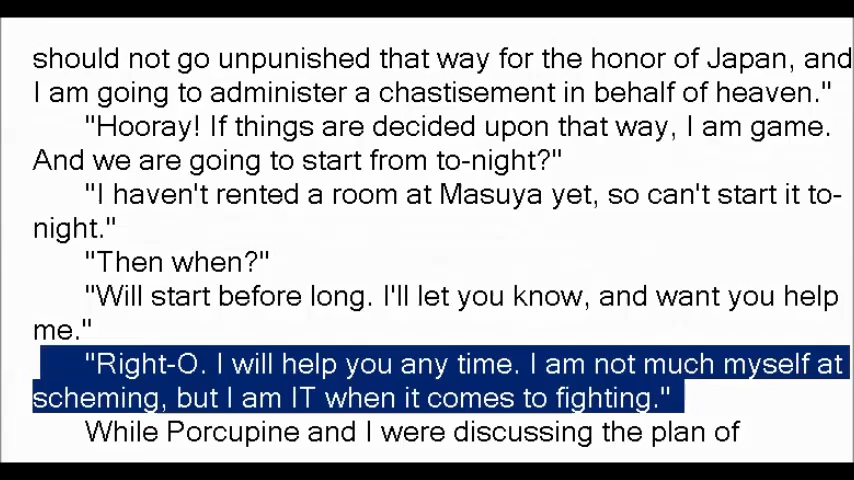 should not go unpunished that way for the honor of Japan, and
I am going to administer a chastisement in behalf of heaven."
"Hooray! If things are decided upon that way, I am game.
And we are going to start from to-night?"
"I haven't rented a room at Masuya yet, so can't start it to-
night."
"Then when?"
"Will start before long. I'll let you know, and want you help
me."
"Right-O. I will help you any time. I am not much myself at
scheming, but I am IT when it comes to fighting."
While Porcupine and I were discussing the plan of